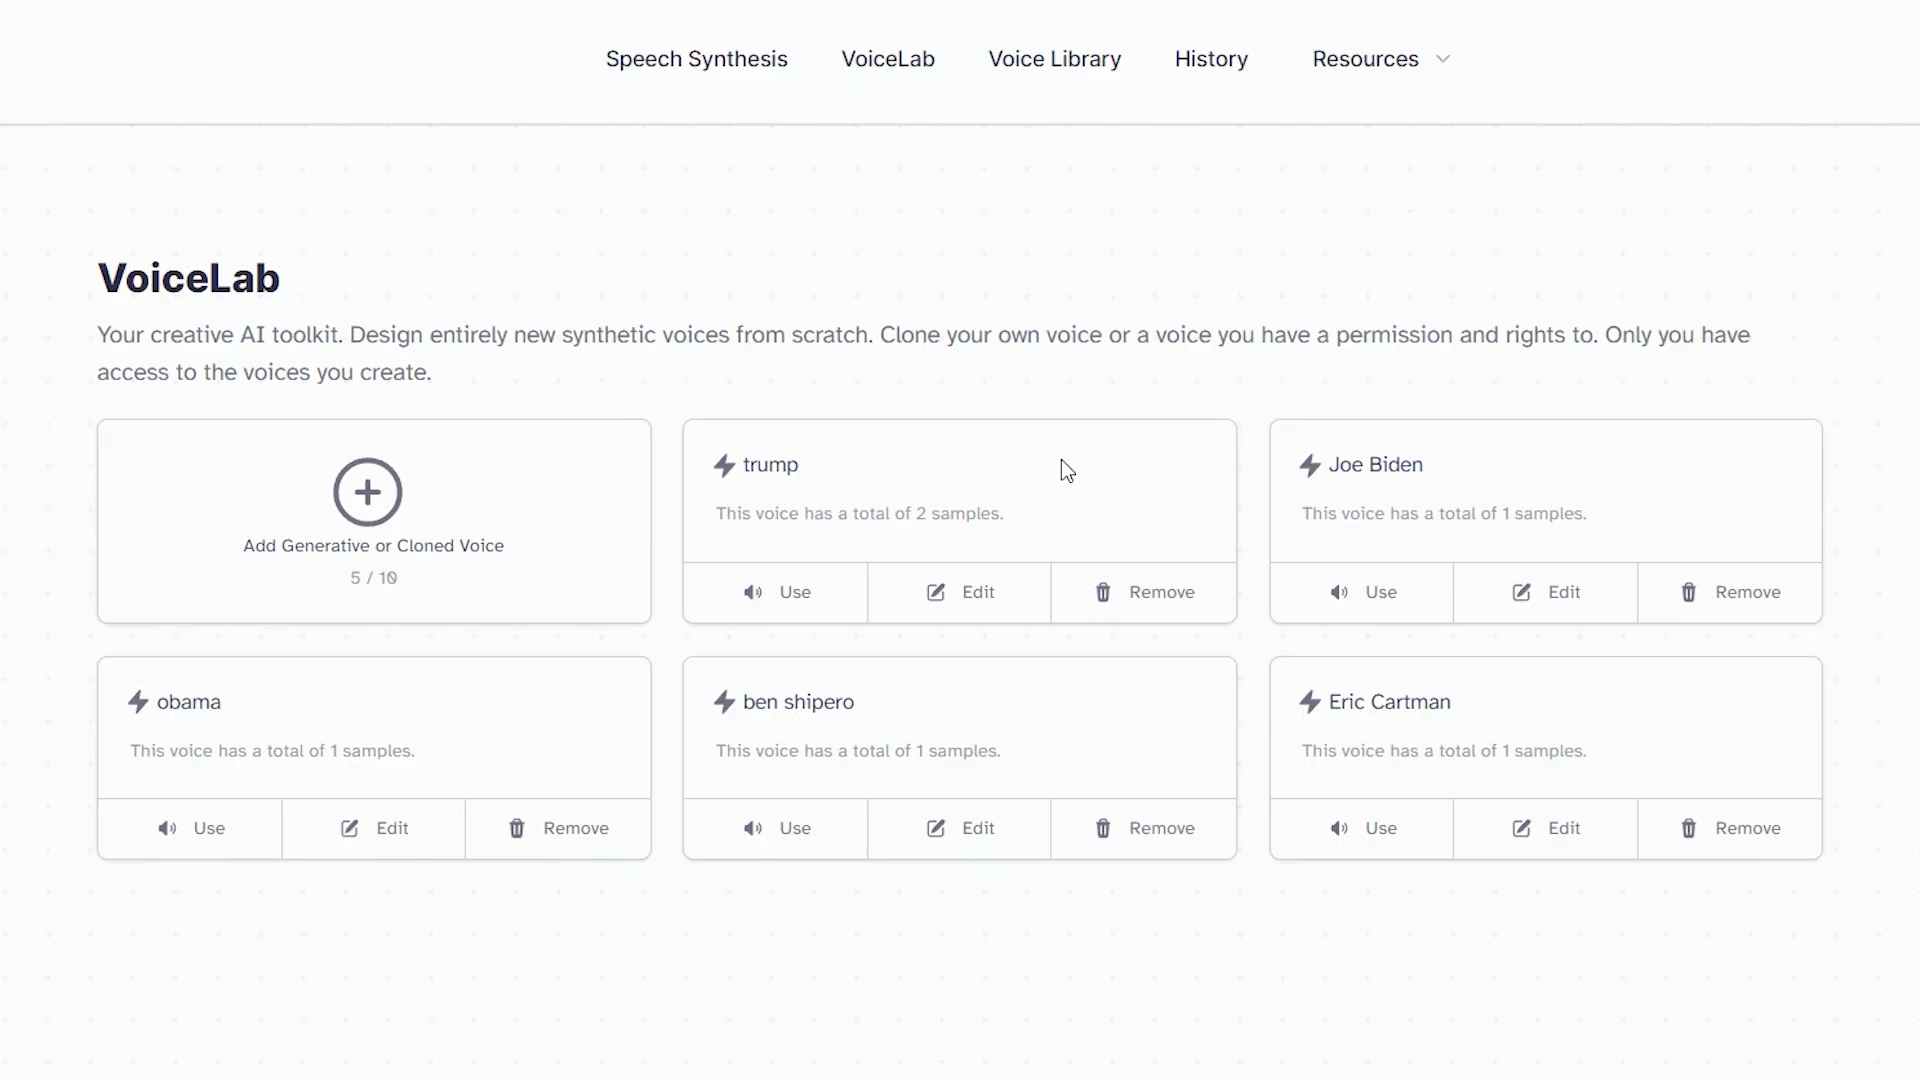 Speech Synthesis
VoiceLab
Voice Library
History
Resources
VoiceLab
Your creative AI toolkit. Design entirely new synthetic voices from scratch. Clone your own voice or a voice you have a permission and rights to. Only you have
access to the voices you create.
Add Generative or Cloned Voice
5 / 10
trump
This voice has a total of 2 samples.
Use
Edit
Remove
Joe Biden
This voice has a total of 1 samples.
Use
Edit
Remove
obama
This voice has a total of 1 samples.
Use
Edit
Remove
ben shipero
This voice has a total of 1 samples.
Use
Edit
Remove
Eric Cartman
This voice has a total of 1 samples.
Use
Edit
Remove